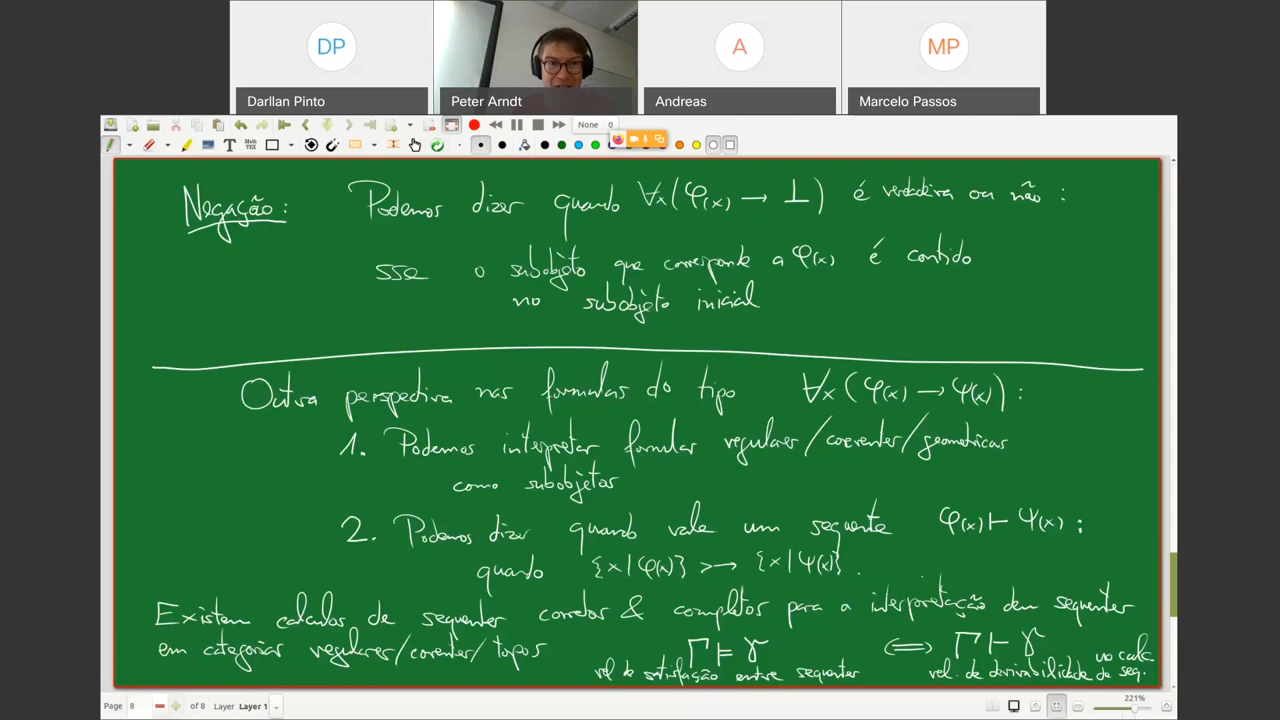 DP
A
MP
Darllan Pinto
Peter Arndt
Andreas
Marcelo Passos
None 0
Negação: Podemos dizer quando ∀x(φ(x) → ⊥) é verdadeira ou não :
sse o subobjeto que corresponde a φ(x) é contido
no subobjeto inicial
Outra perspectiva nas formulas do tipo ∀x(φ(x) → ψ(x)) :
1. Podemos interpretar formulas regulares/coerentes/geometricas
como subobjetos
2. Podemos dizer quando vale um sequente φ(x) ⊢ ψ(x) :
quando {x | φ(x)} >→ {x | ψ(x)} .
Existem calculos de sequentes corretos & completos para a interpretação dem sequentes
em categorias regulares/coerentes/topos Γ ⊨ γ ⟺ Γ ⊢ γ no calc.
rel de satisfação entre sequentes rel. de derivabilidade de seq.
Page 8 of 8 Layer Layer 1
221%